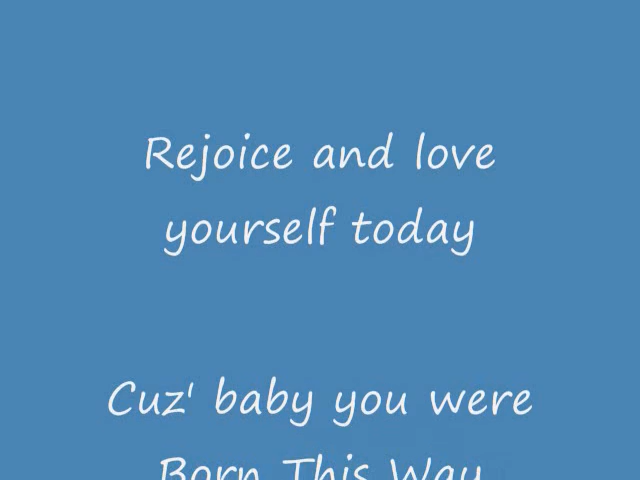 Rejoice and love
yourself today
Cuz' baby you were
Born This Way